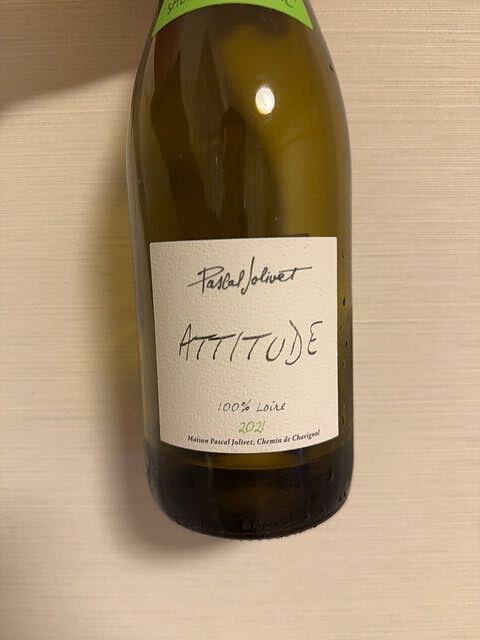 Pascal Jolivet
ATTITUDE
100% Loire
2021
Maison Pascal Jolivet, Chemin de Chavignol